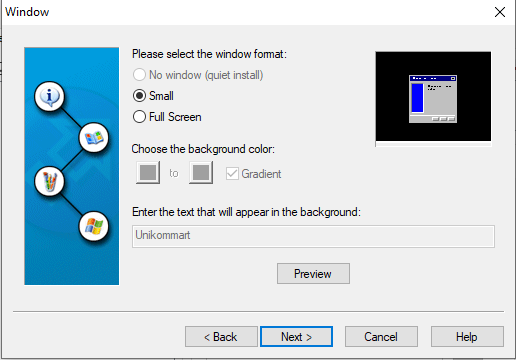 Window
Please select the window format:
No window (quiet install)
Small
Full Screen
Choose the background color:
to
Gradient
Enter the text that will appear in the background:
Unikommart
Preview
< Back
Next >
Cancel
Help